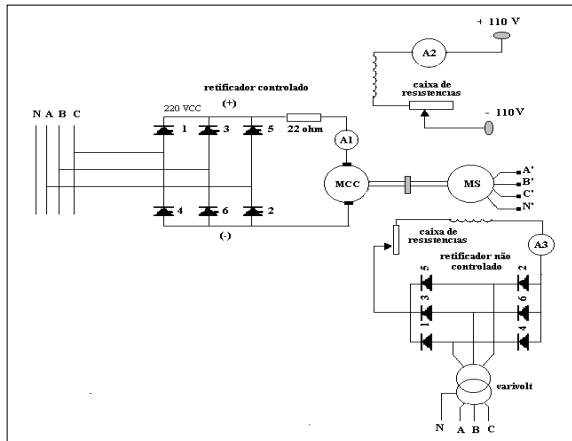 + 110 V
A2
caixa de
resistencias
- 110V
retificador controlado
220 VCC
(+)
N A B C
1
3
5
22 ohm
A1
MCC
MS
A'
B'
C'
N'
4
6
2
(-)
caixa de
resistencias
A3
retificador não
controlado
5
2
3
6
1
4
varivolt
N
A B C